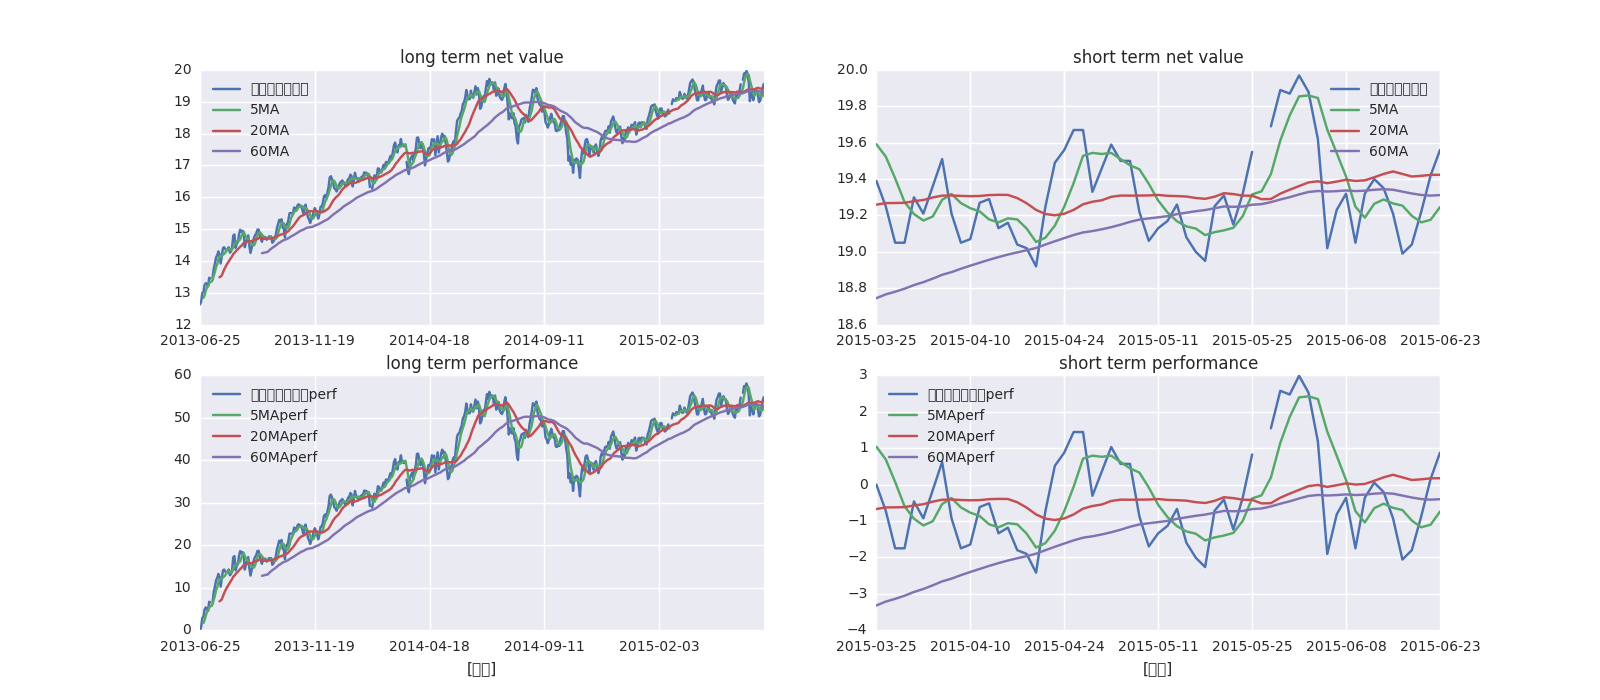 long term net value
20
19
18
17
16
15
14
13
12
5MA
20MA
60MA
2013-06-25 2013-11-19 2014-04-18 2014-09-11 2015-02-03
short term net value
20.0
19.8
19.6
19.4
19.2
19.0
18.8
18.6
5MA
20MA
60MA
2015-03-25 2015-04-10 2015-04-24 2015-05-11 2015-05-25 2015-06-08 2015-06-23
long term performance
60
50
40
30
20
10
0
perf
5MAperf
20MAperf
60MAperf
2013-06-25 2013-11-19 2014-04-18 2014-09-11 2015-02-03
short term performance
3
2
1
0
−1
−2
−3
−4
perf
5MAperf
20MAperf
60MAperf
2015-03-25 2015-04-10 2015-04-24 2015-05-11 2015-05-25 2015-06-08 2015-06-23